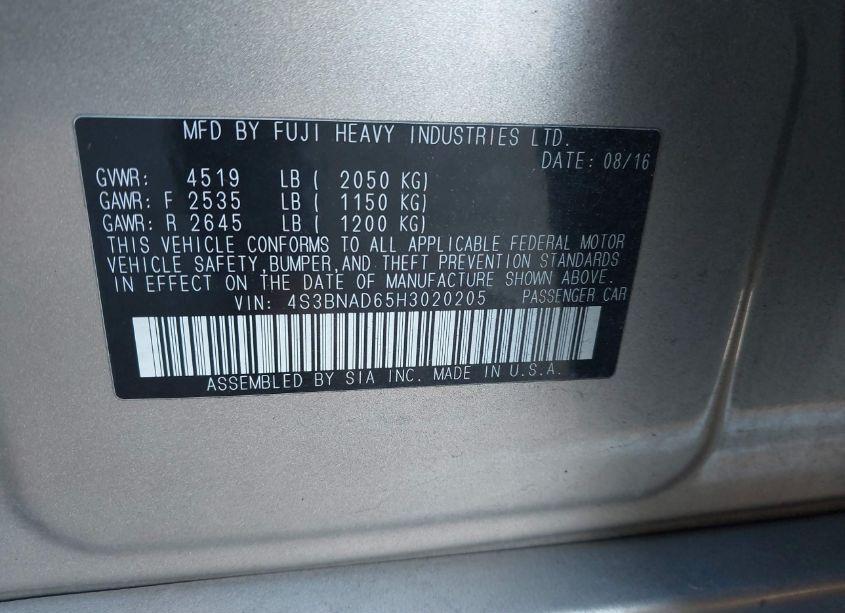 MFD BY FUJI HEAVY INDUSTRIES LTD.
DATE: 08/16
GVWR: 4519 LB ( 2050 KG)
GAWR: F 2535 LB ( 1150 KG)
GAWR: R 2645 LB ( 1200 KG)
THIS VEHICLE CONFORMS TO ALL APPLICABLE FEDERAL MOTOR
VEHICLE SAFETY,BUMPER,AND THEFT PREVENTION STANDARDS
IN EFFECT ON THE DATE OF MANUFACTURE SHOWN ABOVE.
VIN: 4S3BNAD65H3020205 PASSENGER CAR
ASSEMBLED BY SIA INC. MADE IN U.S.A.